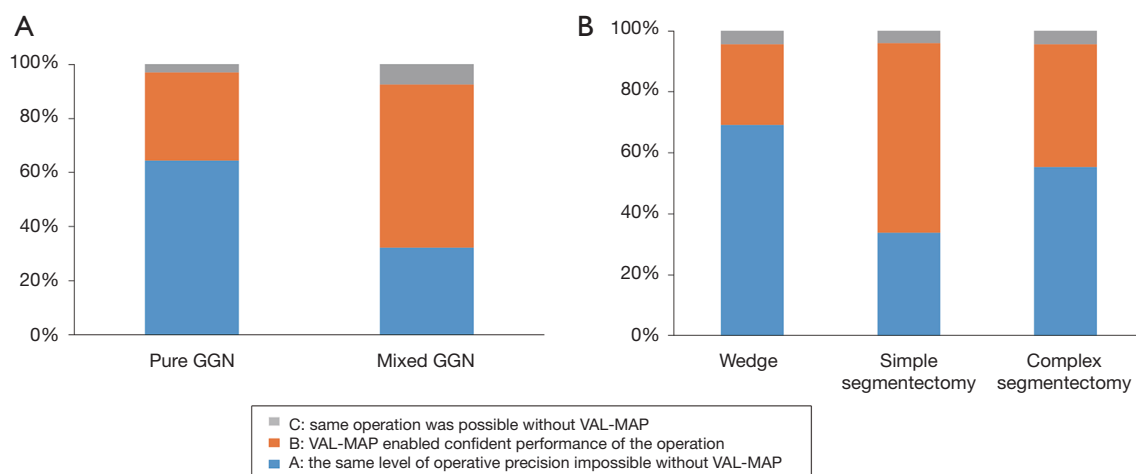 A
100%
80%
60%
40%
20%
0%
Pure GGN
Mixed GGN
B
100%
80%
60%
40%
20%
0%
Wedge
Simple
segmentectomy
Complex
segmentectomy
C: same operation was possible without VAL-MAP
B: VAL-MAP enabled confident performance of the operation
A: the same level of operative precision impossible without VAL-MAP